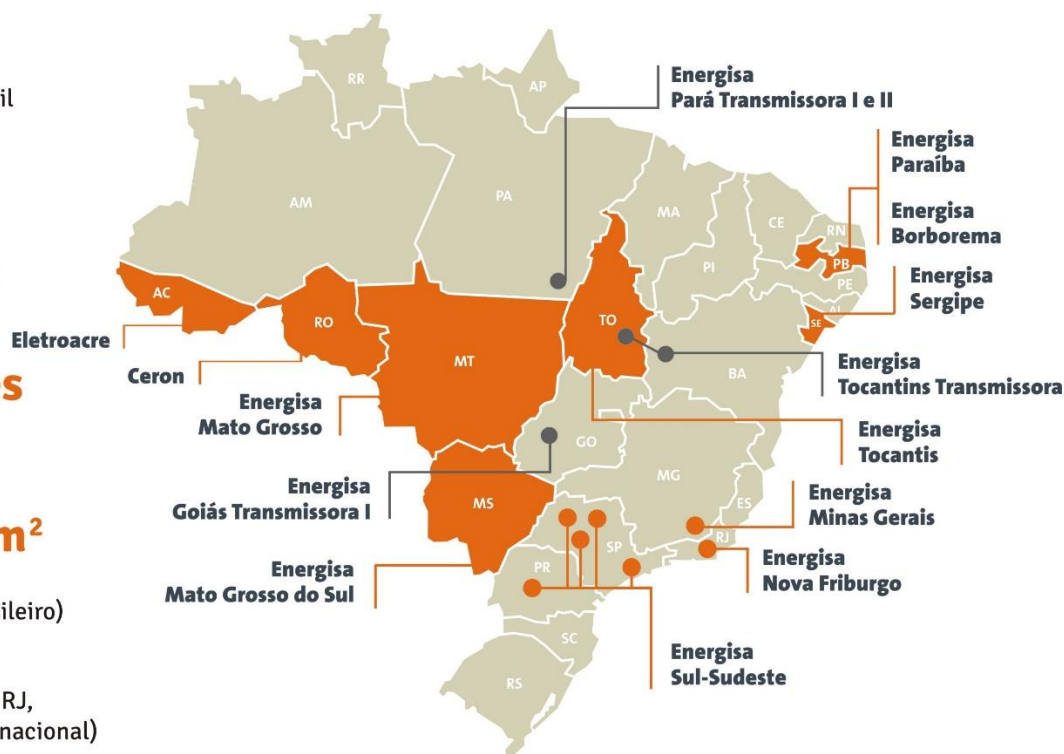 il
s
m²
ileiro)
RJ,
nacional)
RR
AP
AM
PA
MA
CE
RN
PB
PE
PI
AL
SE
AC
RO
TO
MT
BA
GO
MG
ES
MS
SP
RJ
PR
SC
RS
Energisa
Pará Transmissora I e II
Energisa
Paraíba
Energisa
Borborema
Energisa
Sergipe
Eletroacre
Ceron
Energisa
Tocantins Transmissora
Energisa
Mato Grosso
Energisa
Tocantis
Energisa
Goiás Transmissora I
Energisa
Minas Gerais
Energisa
Mato Grosso do Sul
Energisa
Nova Friburgo
Energisa
Sul-Sudeste